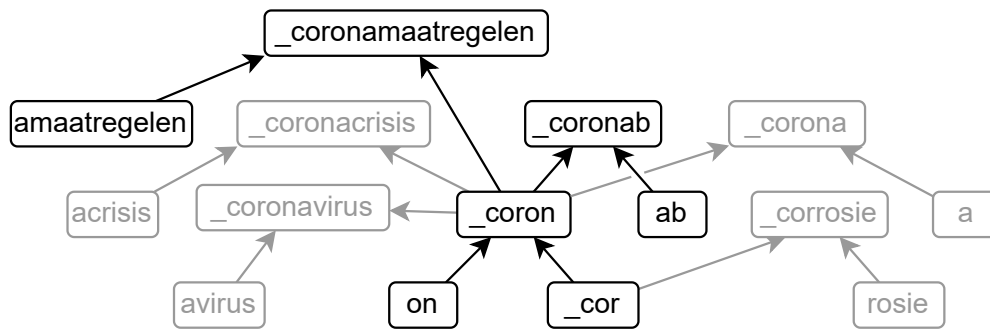 _coronamaatregelen
amaatregelen
_coronacrisis
_coronab
_corona
acrisis
_coronavirus
_coron
ab
_corrosie
a
avirus
on
_cor
rosie